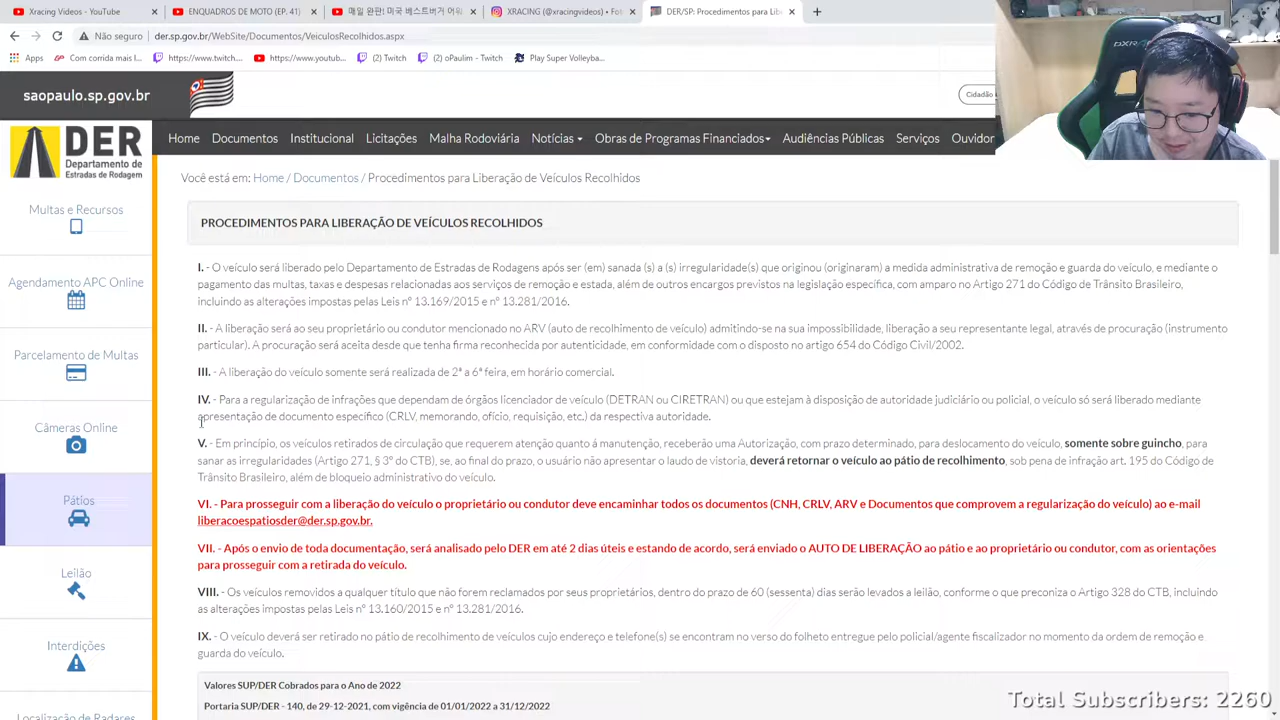 Xracing Videos - YouTube
ENQUADROS DE MOTO (EP. 41)
매일 완판! 미국 베스트버거 어워
XRACING (@xracingvideos) • Fot
DER/SP: Procedimentos para Lib
Não seguro
der.sp.gov.br/WebSite/Documentos/VeiculosRecolhidos.aspx
Apps
Com corrida mais l...
https://www.twitch....
https://www.youtub...
(2) Twitch
(2) oPaulim - Twitch
Play Super Volleyba...
DXR
saopaulo.sp.gov.br
Cidadão
DER
Departamento de
Estradas de Rodagem
Home
Documentos
Institucional
Licitações
Malha Rodoviária
Notícias
Obras de Programas Financiados
Audiências Públicas
Serviços
Ouvidor
Você está em: Home / Documentos / Procedimentos para Liberação de Veículos Recolhidos
Multas e Recursos
Agendamento APC Online
Parcelamento de Multas
Câmeras Online
Pátios
Leilão
Interdições
Localização de Radares
PROCEDIMENTOS PARA LIBERAÇÃO DE VEÍCULOS RECOLHIDOS
I. - O veículo será liberado pelo Departamento de Estradas de Rodagens após ser (em) sanada (s) a (s) irregularidade(s) que originou (originaram) a medida administrativa de remoção e guarda do veículo, e mediante o
pagamento das multas, taxas e despesas relacionadas aos serviços de remoção e estada, além de outros encargos previstos na legislação específica, com amparo no Artigo 271 do Código de Trânsito Brasileiro,
incluindo as alterações impostas pelas Leis nº 13.169/2015 e nº 13.281/2016.
II. - A liberação será ao seu proprietário ou condutor mencionado no ARV (auto de recolhimento de veículo) admitindo-se na sua impossibilidade, liberação a seu representante legal, através de procuração (instrumento
particular). A procuração será aceita desde que tenha firma reconhecida por autenticidade, em conformidade com o disposto no artigo 654 do Código Civil/2002.
III. - A liberação do veículo somente será realizada de 2ª a 6ª feira, em horário comercial.
IV. - Para a regularização de infrações que dependam de órgãos licenciador de veículo (DETRAN ou CIRETRAN) ou que estejam à disposição de autoridade judiciário ou policial, o veículo só será liberado mediante
apresentação de documento específico (CRLV, memorando, ofício, requisição, etc.) da respectiva autoridade.
V. - Em princípio, os veículos retirados de circulação que requerem atenção quanto á manutenção, receberão uma Autorização, com prazo determinado, para deslocamento do veículo, somente sobre guincho, para
sanar as irregularidades (Artigo 271, § 3º do CTB), se, ao final do prazo, o usuário não apresentar o laudo de vistoria, deverá retornar o veículo ao pátio de recolhimento, sob pena de infração art. 195 do Código de
Trânsito Brasileiro, além de bloqueio administrativo do veículo.
VI. - Para prosseguir com a liberação do veículo o proprietário ou condutor deve encaminhar todos os documentos (CNH, CRLV, ARV e Documentos que comprovem a regularização do veículo) ao e-mail
liberacoespatiosder@der.sp.gov.br.
VII. - Após o envio de toda documentação, será analisado pelo DER em até 2 dias úteis e estando de acordo, será enviado o AUTO DE LIBERAÇÃO ao pátio e ao proprietário ou condutor, com as orientações
para prosseguir com a retirada do veículo.
VIII. - Os veículos removidos a qualquer título que não forem reclamados por seus proprietários, dentro do prazo de 60 (sessenta) dias serão levados a leilão, conforme o que preconiza o Artigo 328 do CTB, incluindo
as alterações impostas pelas Leis nº 13.160/2015 e nº 13.281/2016.
IX. - O veículo deverá ser retirado no pátio de recolhimento de veículos cujo endereço e telefone(s) se encontram no verso do folheto entregue pelo policial/agente fiscalizador no momento da ordem de remoção e
guarda do veículo.
Valores SUP/DER Cobrados para o Ano de 2022
Portaria SUP/DER - 140, de 29-12-2021, com vigência de 01/01/2022 a 31/12/2022
Total Subscribers: 2260